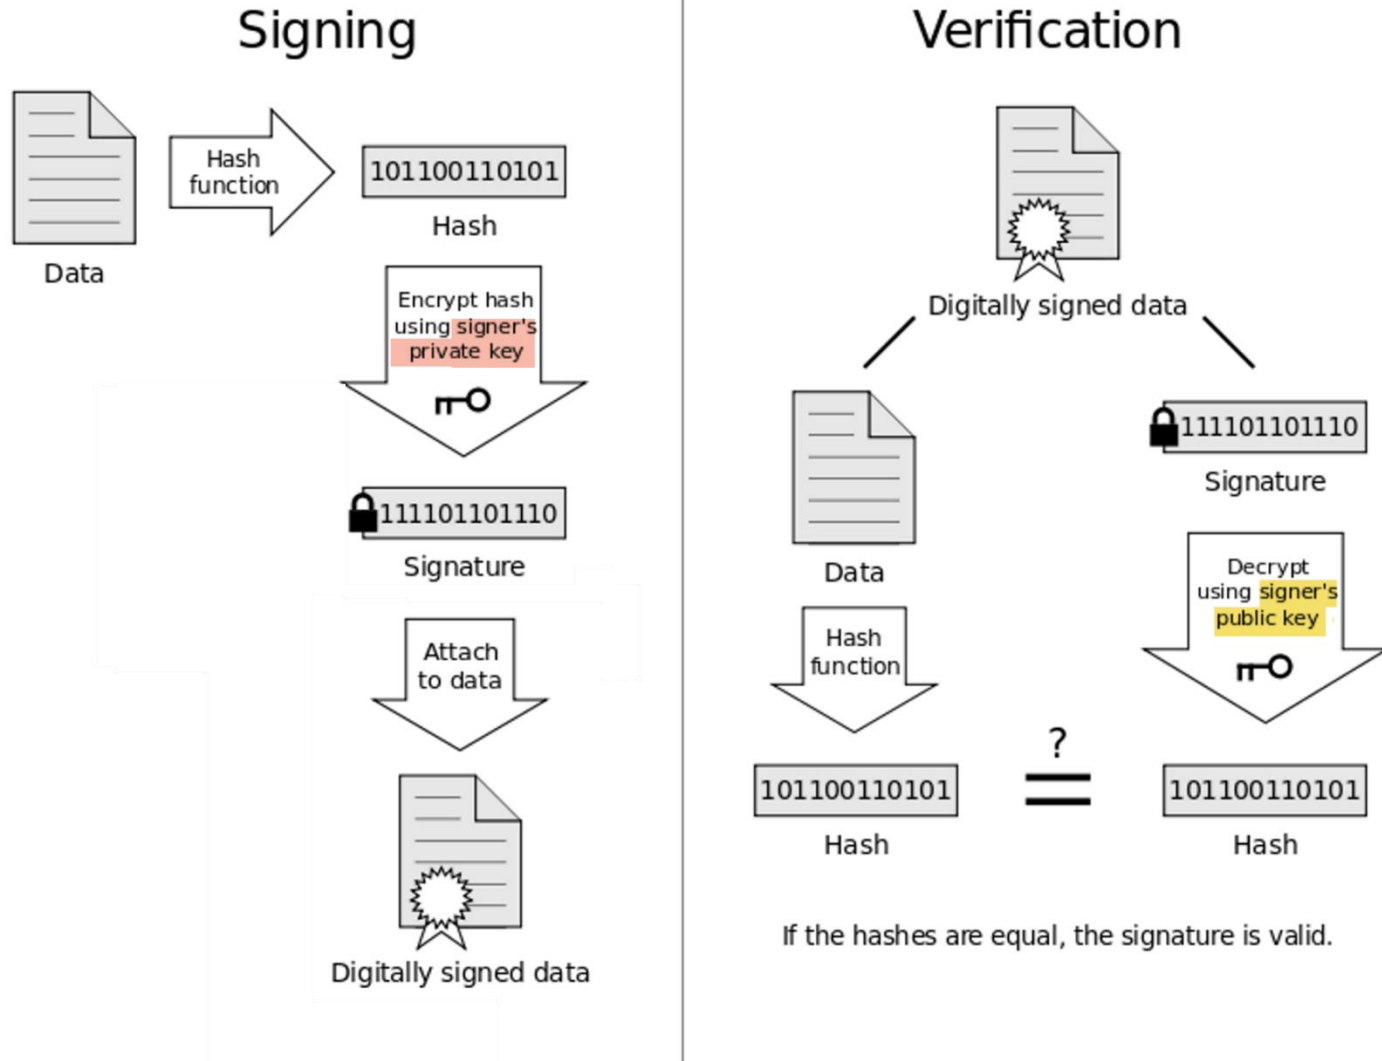 Signing
Hash
function
101100110101
Hash
Data
Encrypt hash
using signer's
private key
111101101110
Signature
Attach
to data
Digitally signed data
Verification
Digitally signed data
Data
Hash
function
101100110101
Hash
111101101110
Signature
Decrypt
using signer's
public key
101100110101
Hash
?
=
If the hashes are equal, the signature is valid.